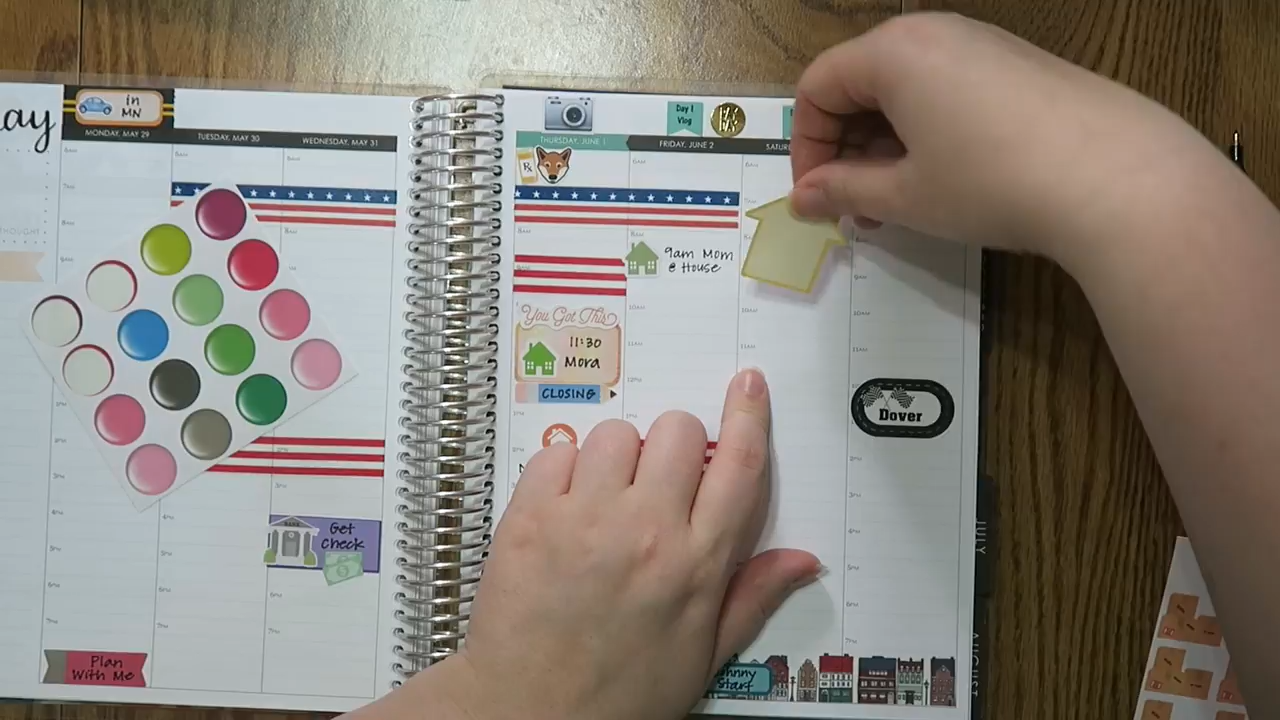 ay
in
MN
MONDAY, MAY 29
TUESDAY, MAY 30
WEDNESDAY, MAY 31
Get
Check
Plan
With Me
Day 1
Vlog
THURSDAY, JUNE 1
FRIDAY, JUNE 2
SATU
9am Mom
@ House
You Got This
11:30
Mora
CLOSING
Dover
JULY
AUGUST
Start